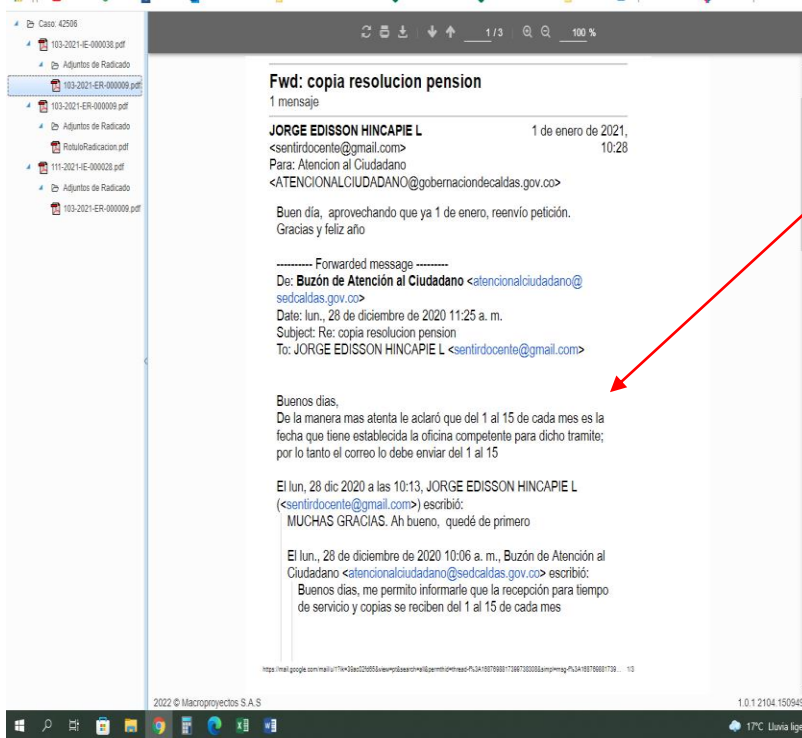 Caso: 42506
103-2021-IE-000038.pdf
Adjuntos de Radicado
103-2021-ER-000009.pdf
103-2021-ER-000009.pdf
Adjuntos de Radicado
RotuloRadicacion.pdf
111-2021-IE-000028.pdf
Adjuntos de Radicado
103-2021-ER-000009.pdf
1/3 100 %
Fwd: copia resolucion pension
1 mensaje
JORGE EDISSON HINCAPIE L 1 de enero de 2021,
<sentirdocente@gmail.com> 10:28
Para: Atencion al Ciudadano
<ATENCIONALCIUDADANO@gobernaciondecaldas.gov.co>
Buen día, aprovechando que ya 1 de enero, reenvío petición.
Gracias y feliz año
---------- Forwarded message ---------
De: Buzón de Atención al Ciudadano <atencionalciudadano@
sedcaldas.gov.co>
Date: lun., 28 de diciembre de 2020 11:25 a. m.
Subject: Re: copia resolucion pension
To: JORGE EDISSON HINCAPIE L <sentirdocente@gmail.com>
Buenos dias,
De la manera mas atenta le aclaró que del 1 al 15 de cada mes es la
fecha que tiene establecida la oficina competente para dicho tramite;
por lo tanto el correo lo debe enviar del 1 al 15
El lun, 28 dic 2020 a las 10:13, JORGE EDISSON HINCAPIE L
(<sentirdocente@gmail.com>) escribió:
MUCHAS GRACIAS. Ah bueno, quedé de primero
El lun., 28 de diciembre de 2020 10:06 a. m., Buzón de Atención al
Ciudadano <atencionalciudadano@sedcaldas.gov.co> escribió:
Buenos dias, me permito informarle que la recepción para tiempo
de servicio y copias se reciben del 1 al 15 de cada mes
1/3
2022 © Macroproyectos S.A.S 1.0.1 2104.150949
17°C Lluvia lige